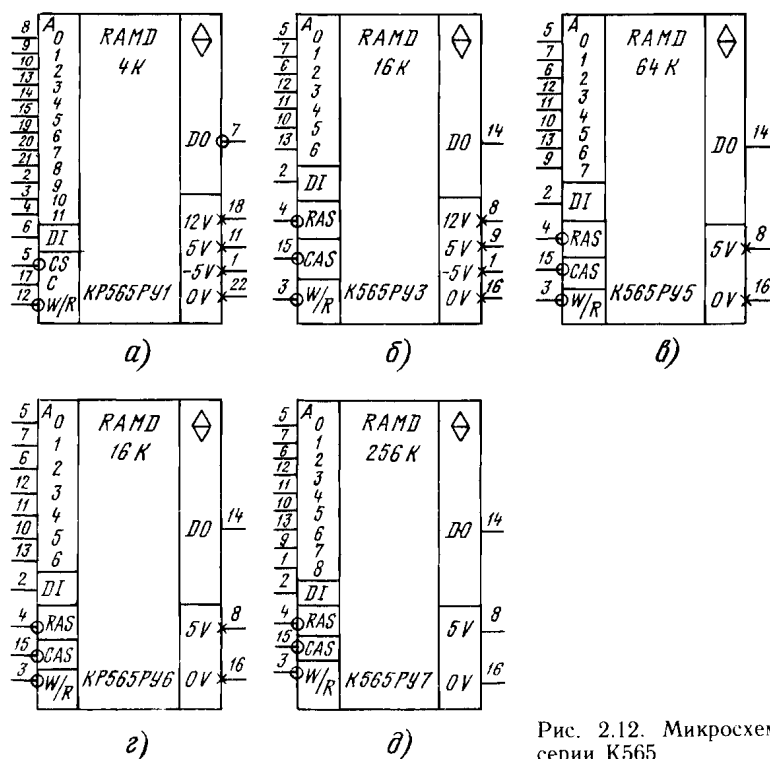 8 A 0 RAMD
9 1 4K
10 2
13 3
14 4
15 5
19 6
20 7 DO 7
21 8
2 9
3 10
4 11
6 DI 12V 18
5 CS 5V 11
17 C -5V 1
12 W/R КР565РУ1 0V 22
а)
5 A 0 RAMD
7 1 16K
6 2
12 3
11 4
10 5
13 6 DO 14
2 DI
4 RAS 12V 8
5V 9
15 CAS -5V 1
3 W/R К565РУ3 0V 16
б)
5 A 0 RAMD
7 1 64K
6 2
12 3
11 4
10 5
13 6 DO 14
9 7
2 DI
4 RAS 5V 8
15 CAS
3 W/R К565РУ5 0V 16
в)
5 A 0 RAMD
7 1 16K
6 2
12 3
11 4
10 5 DO 14
13 6
2 DI
4 RAS 5V 8
15 CAS
3 W/R КР565РУ6 0V 16
г)
5 A 0 RAMD
7 1 256K
6 2
12 3
11 4
10 5
13 6 DO 14
9 7
1 8
2 DI
4 RAS 5V 8
15 CAS
3 W/R К565РУ7 0V 16
д)
Рис. 2.12. Микросхем
серии К565